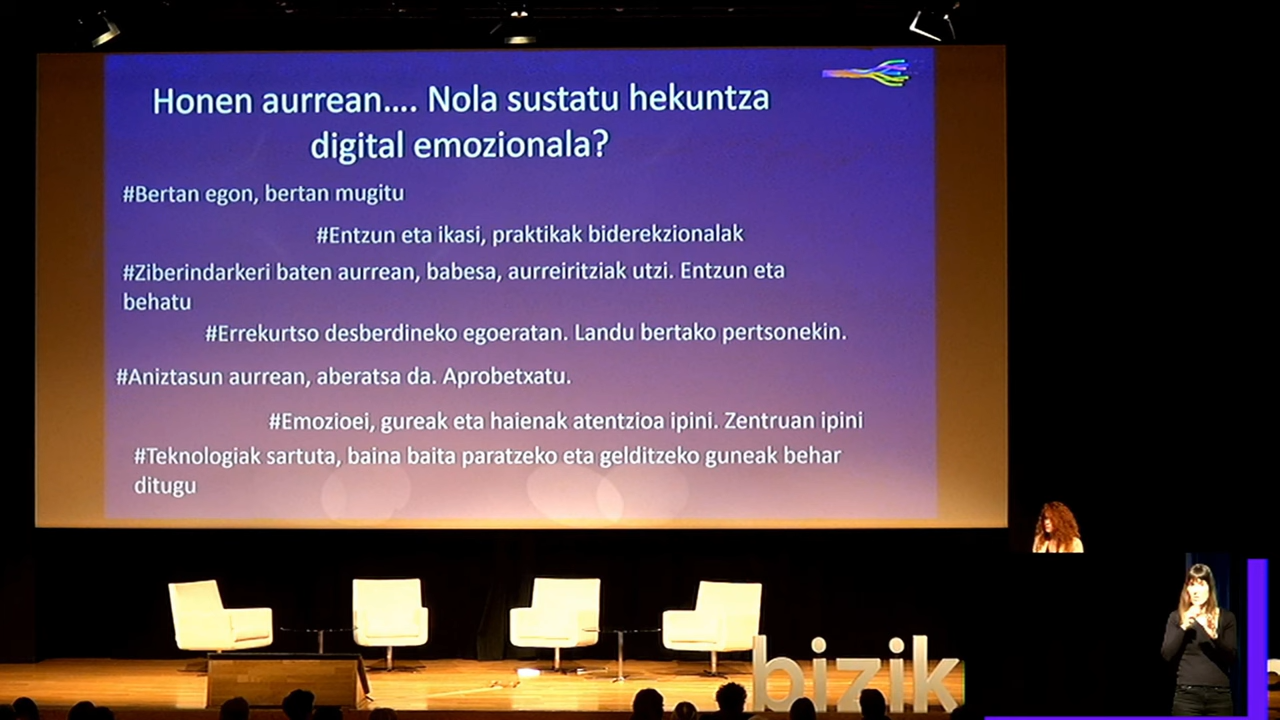 Honen aurrean.... Nola sustatu hekuntza
digital emozionala?
#Bertan egon, bertan mugitu
#Entzun eta ikasi, praktikak biderekzionalak
#Ziberindarkeri baten aurrean, babesa, aurreiritziak utzi. Entzun eta
behatu
#Errekurtso desberdineko egoeratan. Landu bertako pertsonekin.
#Aniztasun aurrean, aberatsa da. Aprobetxatu.
#Emozioei, gureak eta haienak atentzioa ipini. Zentruan ipini
#Teknologiak sartuta, baina baita paratzeko eta gelditzeko guneak behar
ditugu
bizik